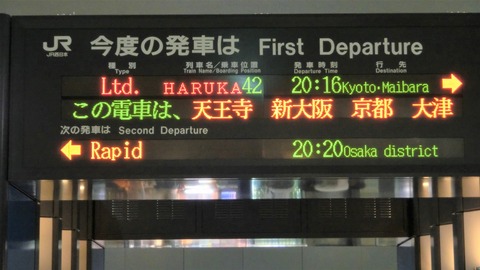 JR 今度の発車は First Departure
JR西日本
種別 列車名／乗車位置 発車時刻 行先
Type Train Name/Boarding Position Departure Time Destination
Ltd. HARUKA42 20:16 Kyoto・Maibara →
この電車は、天王寺 新大阪 京都 大津
次の発車は Second Departure
← Rapid 20:20 Osaka district